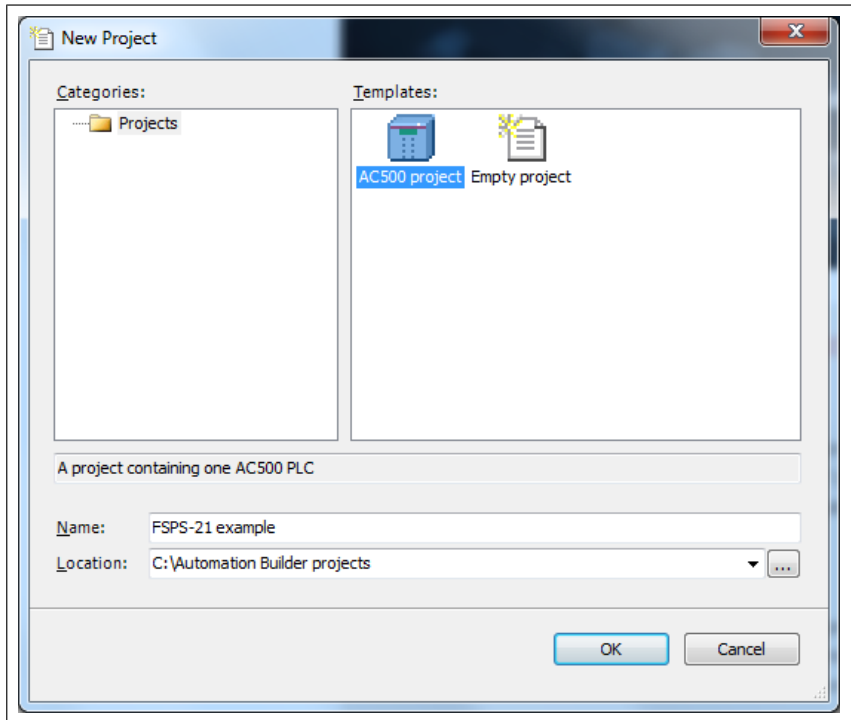 New Project
Categories:
Templates:
Projects
AC500 project
Empty project
A project containing one AC500 PLC
Name: FSPS-21 example
Location: C:\Automation Builder projects ...
OK Cancel